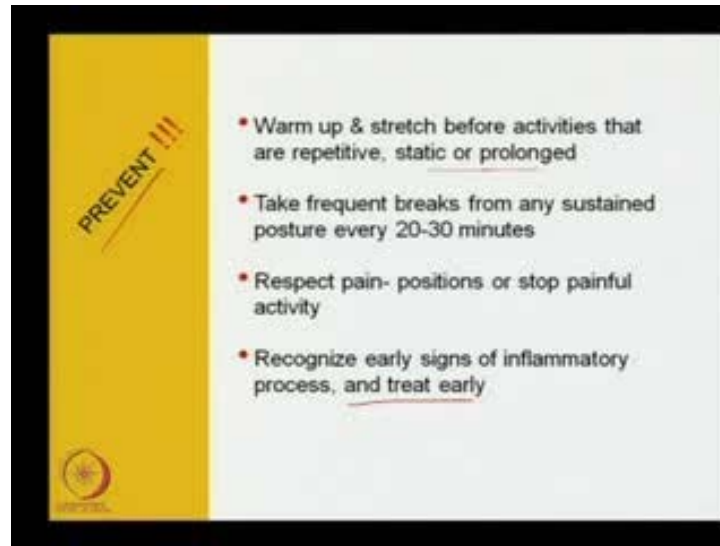 PREVENT !!!
• Warm up & stretch before activities that
are repetitive, static or prolonged
• Take frequent breaks from any sustained
posture every 20-30 minutes
• Respect pain- positions or stop painful
activity
• Recognize early signs of inflammatory
process, and treat early